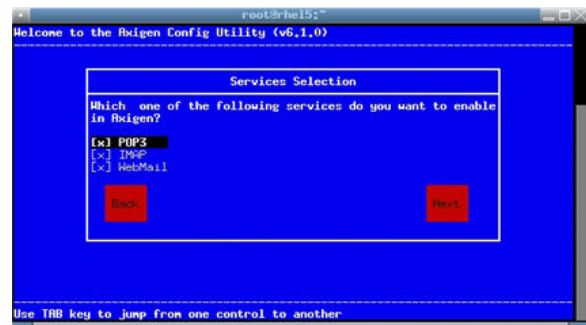 root@rhel5:~
Welcome to the Axigen Config Utility (v6.1.0)
Services Selection
Which one of the following services do you want to enable
in Axigen?
[x] POP3
[x] IMAP
[x] WebMail
Back Next
Use TAB key to jump from one control to another